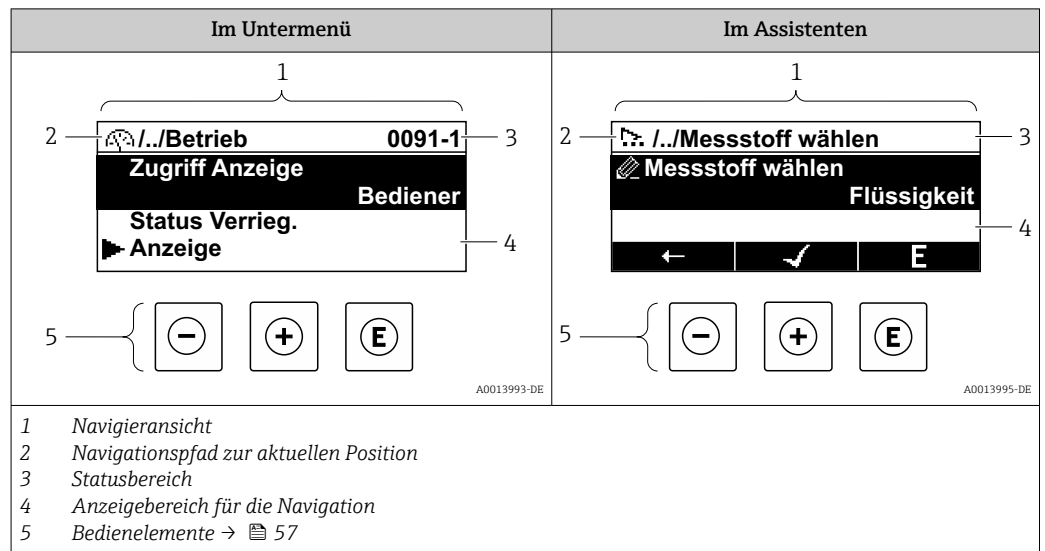 Im Untermenü
Im Assistenten
1
2
/../Betrieb 0091-1
3
Zugriff Anzeige
Bediener
Status Verrieg.
Anzeige
4
5
- + E
A0013993-DE
1
2
/../Messstoff wählen
3
Messstoff wählen
Flüssigkeit
4
← ✓ E
5
- + E
A0013995-DE
1 Navigieransicht
2 Navigationspfad zur aktuellen Position
3 Statusbereich
4 Anzeigebereich für die Navigation
5 Bedienelemente → 57